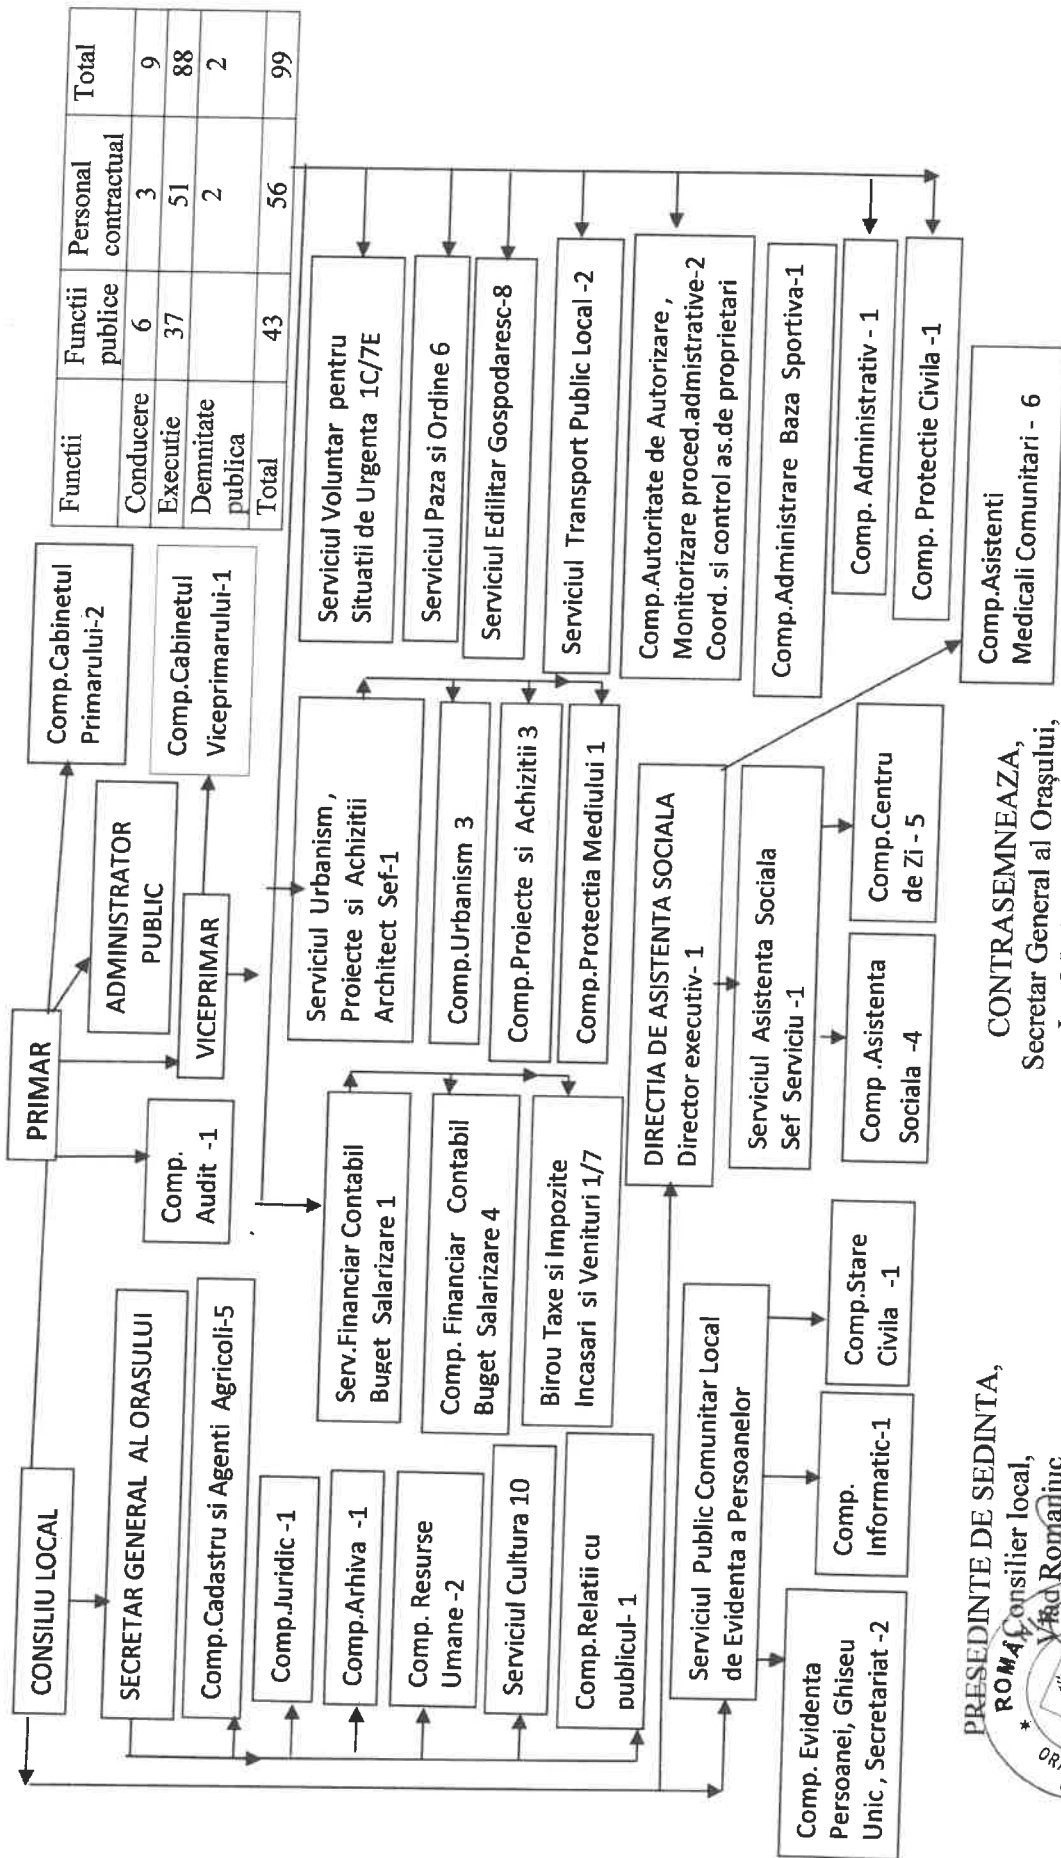 PRIMAR
CONSILIU LOCAL
SECRETAR GENERAL AL ORASULUI
Comp.Cadastru si Agenti Agricoli-5
Comp.Juridic -1
Comp.Arhiva -1
Comp. Resurse
Umane -2
Serviciul Cultura 10
Comp.Relatii cu
publicul- 1
Comp.
Audit -1
ADMINISTRATOR
PUBLIC
VICEPRIMAR
Comp.Cabinetul
Primarului-2
Comp.Cabinetul
Viceprimarului-1
Functii Functii publice Personal contractual Total
Conducere 6 3 9
Executie 37 51 88
Demnitate publica 2 2
Total 43 56 99
Serv.Financiar Contabil
Buget Salarizare 1
Comp. Financiar Contabil
Buget Salarizare 4
Birou Taxe si Impozite
Incasari si Venituri 1/7
Serviciul Urbanism ,
Proiecte si Achizitii
Architect Sef-1
Comp.Urbanism 3
Comp.Proiecte si Achizitii 3
Comp.Protectia Mediului 1
Serviciul Voluntar pentru
Situatii de Urgenta 1C/7E
Serviciul Paza si Ordine 6
Serviciul Edilitar Gospodaresc-8
Serviciul Transport Public Local -2
Comp.Autoritate de Autorizare ,
Monitorizare proced.admistrative-2
Coord. si control as.de proprietari
Comp.Administrare Baza Sportiva-1
Comp. Administrativ - 1
Comp. Protectie Civila -1
Serviciul Public Comunitar Local
de Evidenta a Persoanelor
Comp. Evidenta
Persoanei, Ghiseu
Unic , Secretariat -2
Comp.
Informatic-1
Comp.Stare
Civila -1
DIRECTIA DE ASISTENTA SOCIALA
Director executiv- 1
Serviciul Asistenta Sociala
Sef Serviciu -1
Comp .Asistenta
Sociala -4
Comp.Centru
de Zi - 5
Comp.Asistenti
Medicali Comunitari - 6
PRESEDINTE DE SEDINTA,
Consilier local,
Vlad Romaniuc
CONTRASEMNEAZA,
Secretar General al Oraşului,